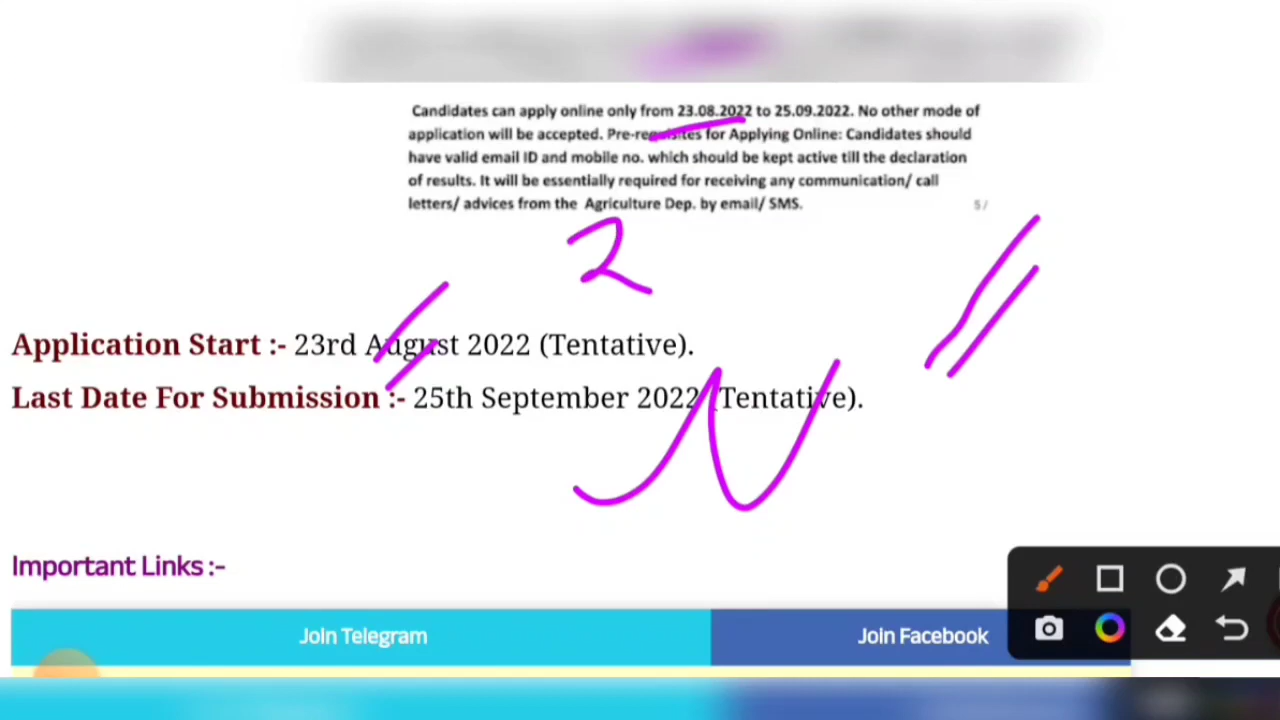 Candidates can apply online only from 23.08.2022 to 25.09.2022. No other mode of
application will be accepted. Pre-requisites for Applying Online: Candidates should
have valid email ID and mobile no. which should be kept active till the declaration
of results. It will be essentially required for receiving any communication/ call
letters/ advices from the Agriculture Dep. by email/ SMS.
5/
2
Application Start :- 23rd August 2022 (Tentative).
Last Date For Submission :- 25th September 2022 (Tentative).
Important Links :-
Join Telegram
Join Facebook